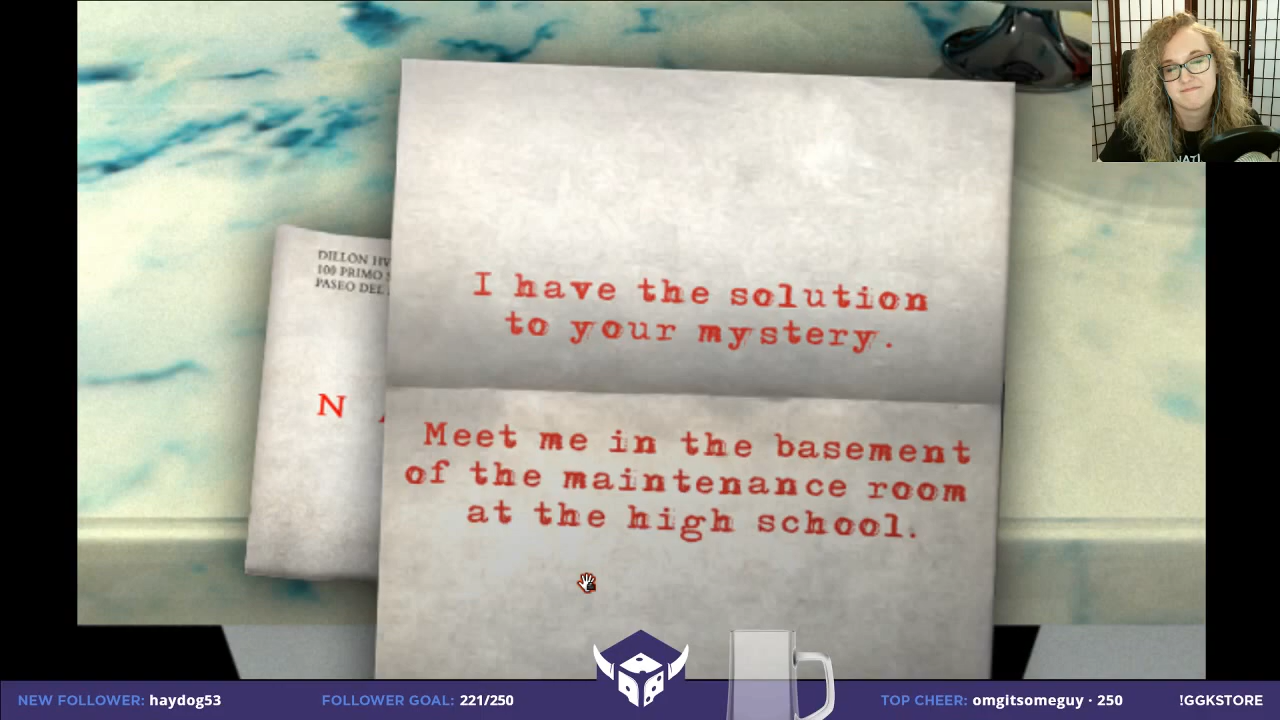 DILLON
100 PRIMO
PASEO DEL
N
I have the solution
to your mystery.
Meet me in the basement
of the maintenance room
at the high school.
NEW FOLLOWER: haydog53
FOLLOWER GOAL: 221/250
TOP CHEER: omgitsomeguy · 250
!GGKSTORE